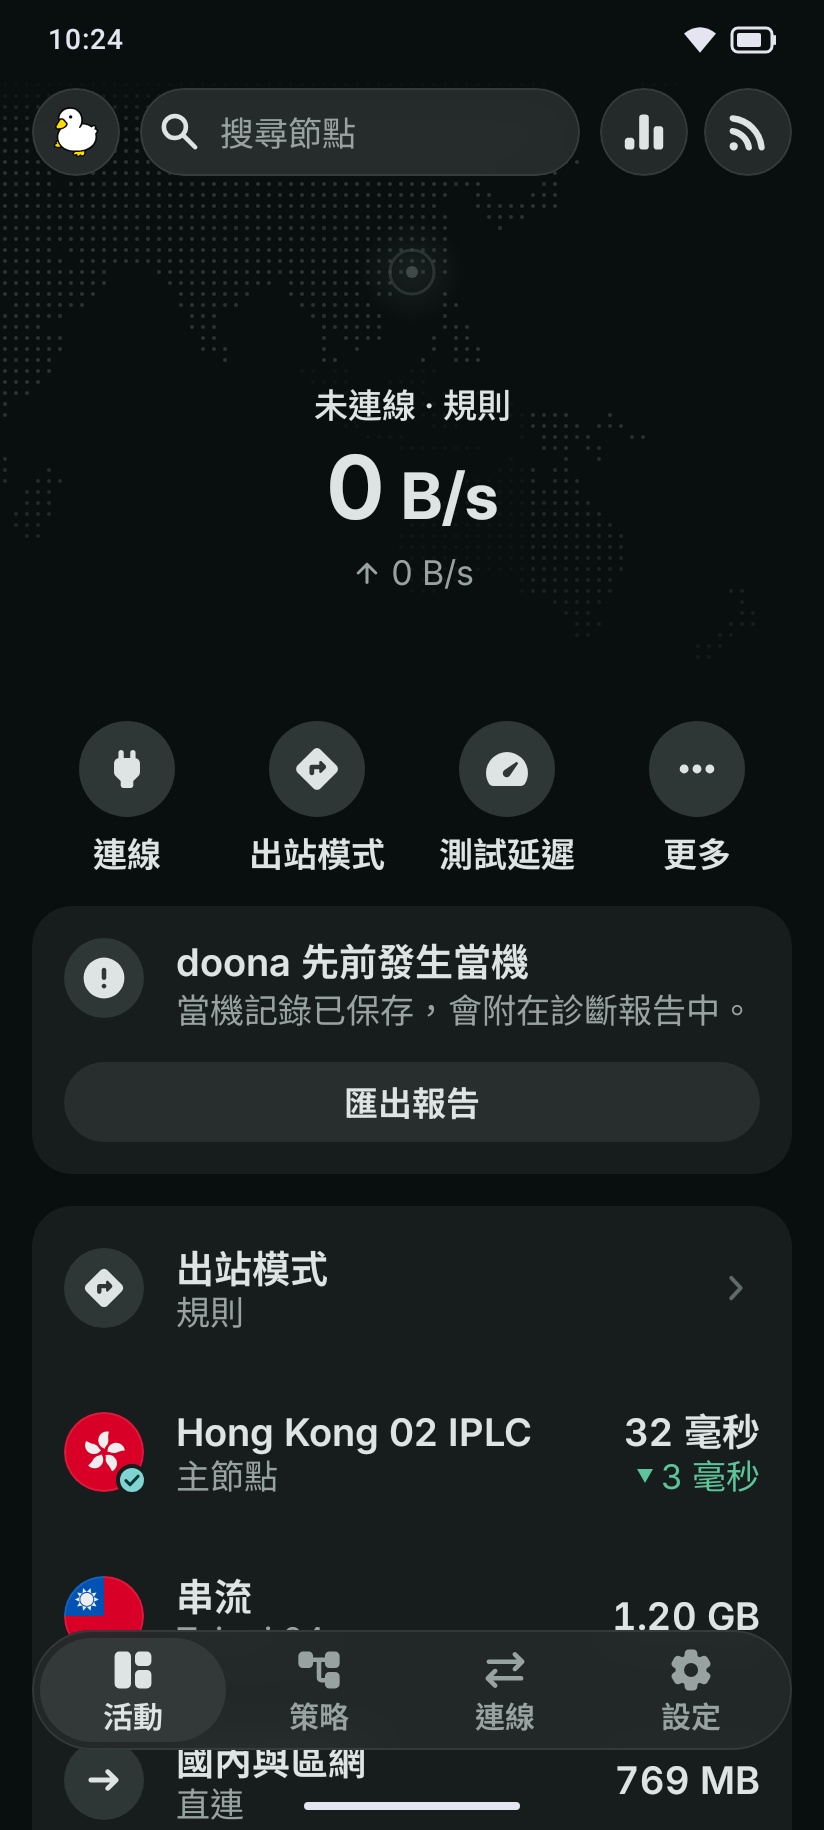 10:24
搜尋節點
未連線 · 規則
0 B/s
↑ 0 B/s
連線
出站模式
測試延遲
更多
doona 先前發生當機
當機記錄已保存，會附在診斷報告中。
匯出報告
出站模式
規則
Hong Kong 02 IPLC
32 毫秒
主節點
▼3 毫秒
串流
1.20 GB
活動
策略
連線
設定
國內與區網
769 MB
直連